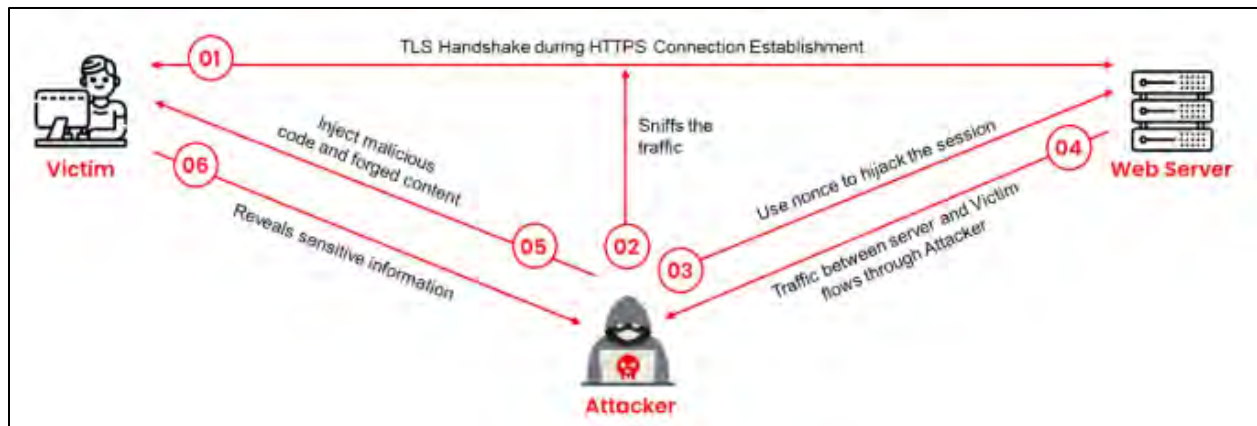 TLS Handshake during HTTPS Connection Establishment
01
Victim
Inject malicious
code and forged content
Sniffs the
traffic
Use nonce to hijack the session
04
Web Server
06
Reveals sensitive information
05
02
03
Traffic between server and Victim
flows through Attacker
Attacker